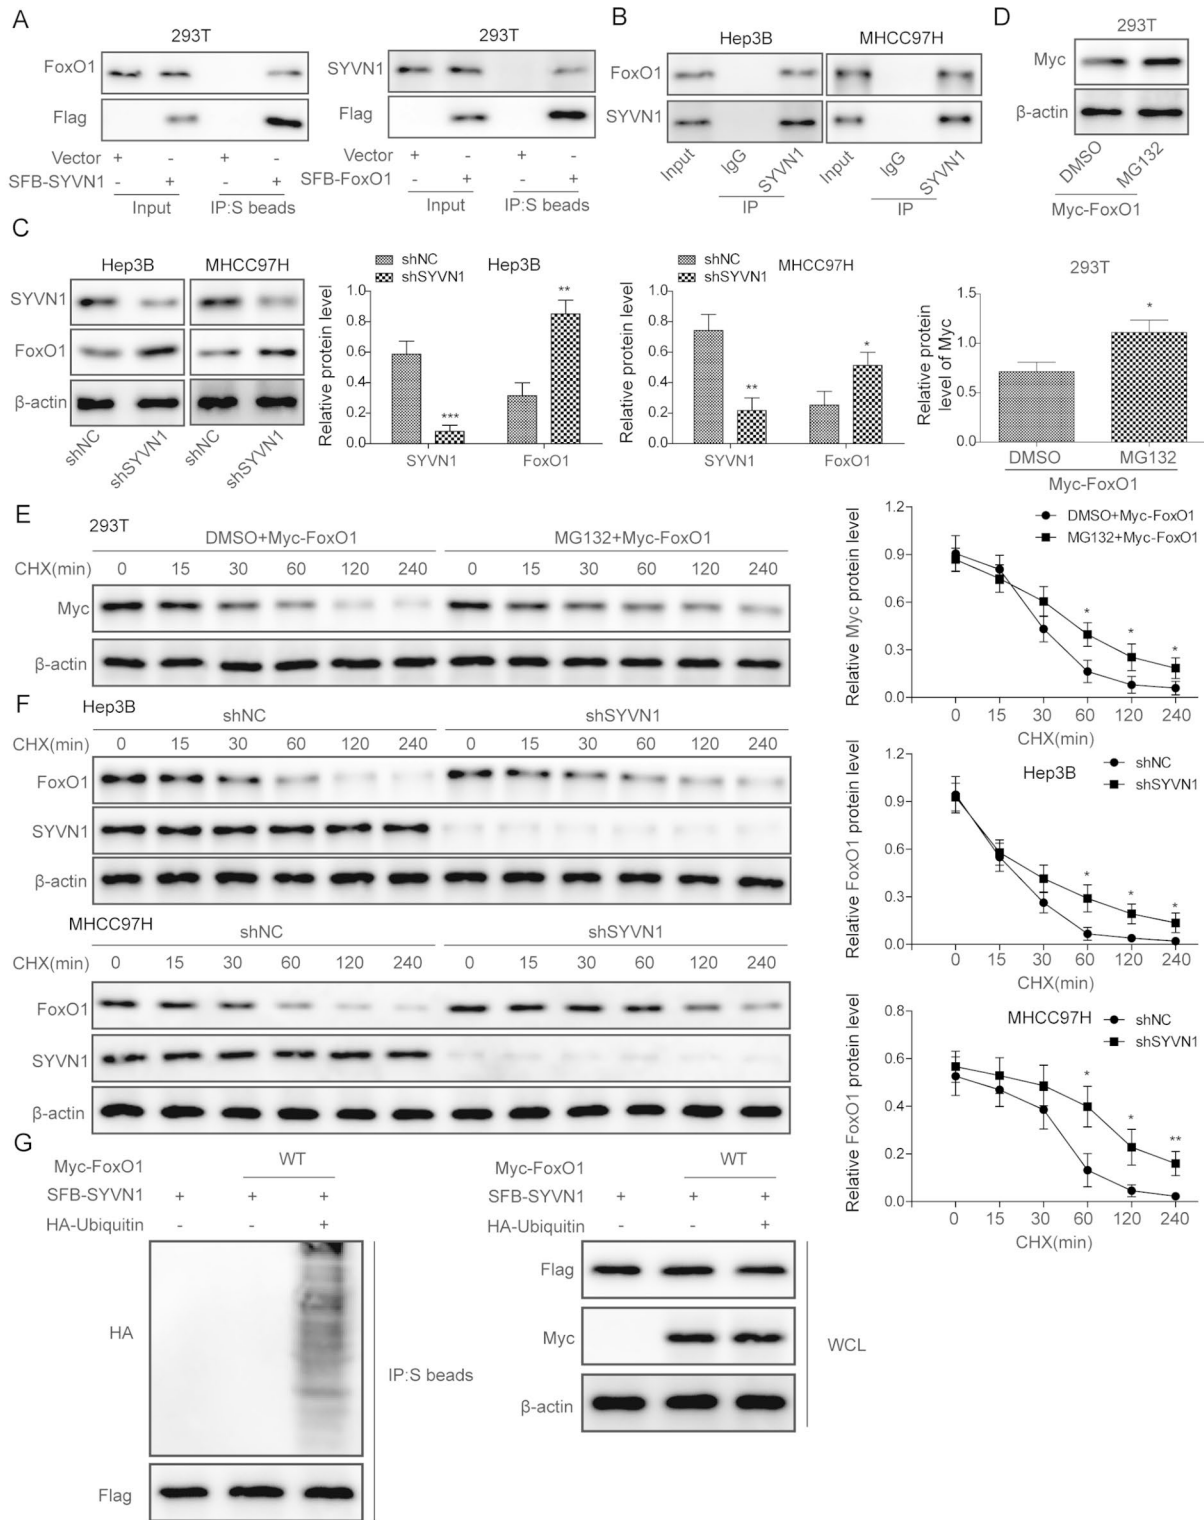 A
293T
FoxO1
Flag
Vector + - + -
SFB-SYVN1 - + - +
Input IP:S beads
293T
SYVN1
Flag
Vector + - + -
SFB-FoxO1 - + - +
Input IP:S beads
B
Hep3B MHCC97H
FoxO1
SYVN1
Input IgG SYVN1 Input IgG SYVN1
IP IP
D
293T
Myc
β-actin
DMSO MG132
Myc-FoxO1
C
Hep3B MHCC97H
SYVN1
FoxO1
β-actin
shNC shSYVN1 shNC shSYVN1
shNC
shSYVN1
Hep3B
Relative protein level
1.0
0.8
0.6
0.4
0.2
0.0
***
**
SYVN1 FoxO1
shNC
shSYVN1
MHCC97H
Relative protein level
1.0
0.8
0.6
0.4
0.2
0.0
**
*
SYVN1 FoxO1
293T
Relative protein
level of Myc
1.5
1.0
0.5
0.0
*
DMSO MG132
Myc-FoxO1
E
293T
DMSO+Myc-FoxO1 MG132+Myc-FoxO1
CHX(min) 0 15 30 60 120 240 0 15 30 60 120 240
Myc
β-actin
Relative Myc protein level
1.2
0.9
0.6
0.3
0.0
DMSO+Myc-FoxO1
MG132+Myc-FoxO1
* * *
0 15 30 60 120 240
CHX(min)
F
Hep3B
shNC shSYVN1
CHX(min) 0 15 30 60 120 240 0 15 30 60 120 240
FoxO1
SYVN1
β-actin
Relative FoxO1 protein level
1.2
0.9
0.6
0.3
0.0
Hep3B
shNC
shSYVN1
* * *
0 15 30 60 120 240
CHX(min)
MHCC97H
shNC shSYVN1
CHX(min) 0 15 30 60 120 240 0 15 30 60 120 240
FoxO1
SYVN1
β-actin
Relative FoxO1 protein level
0.8
0.6
0.4
0.2
0.0
MHCC97H
shNC
shSYVN1
* * **
0 15 30 60 120 240
CHX(min)
G
Myc-FoxO1 WT
SFB-SYVN1 + + +
HA-Ubiquitin - - +
HA
Flag
IP:S beads
Myc-FoxO1 WT
SFB-SYVN1 + + +
HA-Ubiquitin - - +
Flag
Myc
β-actin
WCL